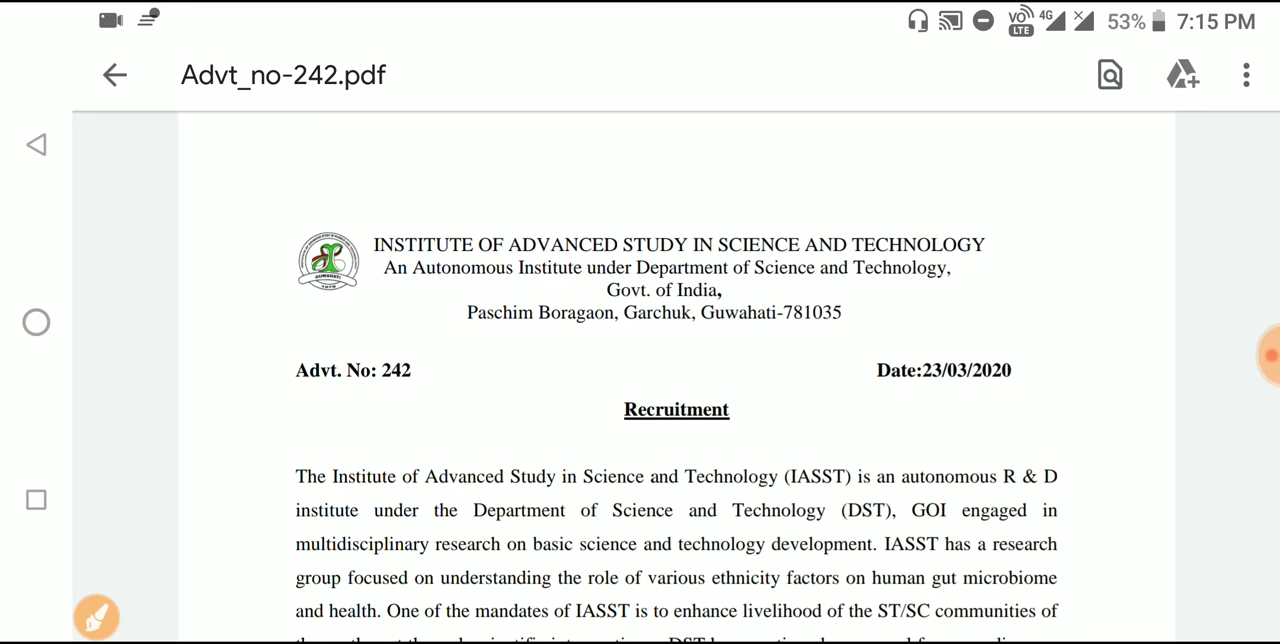 VO LTE 4G 53% 7:15 PM
Advt_no-242.pdf
INSTITUTE OF ADVANCED STUDY IN SCIENCE AND TECHNOLOGY
An Autonomous Institute under Department of Science and Technology,
Govt. of India,
GUWAHATI
Paschim Boragaon, Garchuk, Guwahati-781035
Advt. No: 242 Date:23/03/2020
Recruitment
The Institute of Advanced Study in Science and Technology (IASST) is an autonomous R & D
institute under the Department of Science and Technology (DST), GOI engaged in
multidisciplinary research on basic science and technology development. IASST has a research
group focused on understanding the role of various ethnicity factors on human gut microbiome
and health. One of the mandates of IASST is to enhance livelihood of the ST/SC communities of